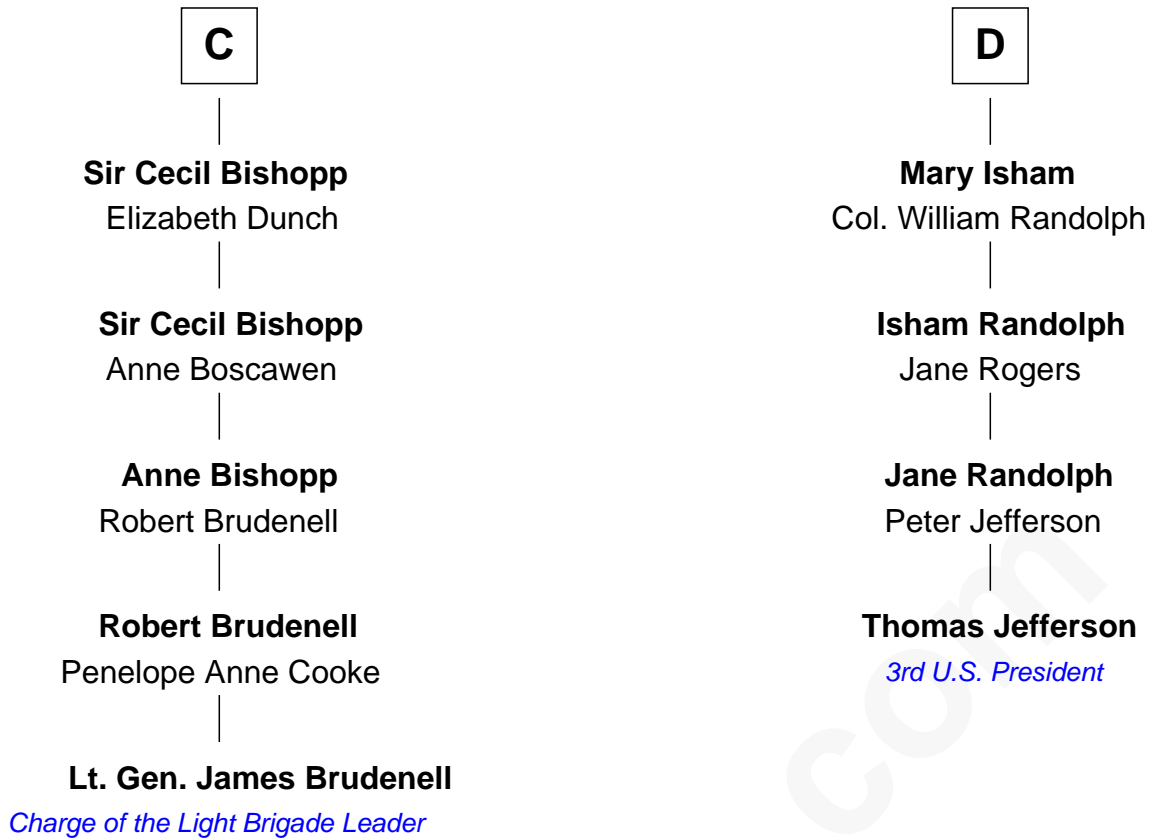 C
Sir Cecil Bishopp
Elizabeth Dunch
Sir Cecil Bishopp
Anne Boscawen
Anne Bishopp
Robert Brudenell
Robert Brudenell
Penelope Anne Cooke
Lt. Gen. James Brudenell
Charge of the Light Brigade Leader
D
Mary Isham
Col. William Randolph
Isham Randolph
Jane Rogers
Jane Randolph
Peter Jefferson
Thomas Jefferson
3rd U.S. President
com